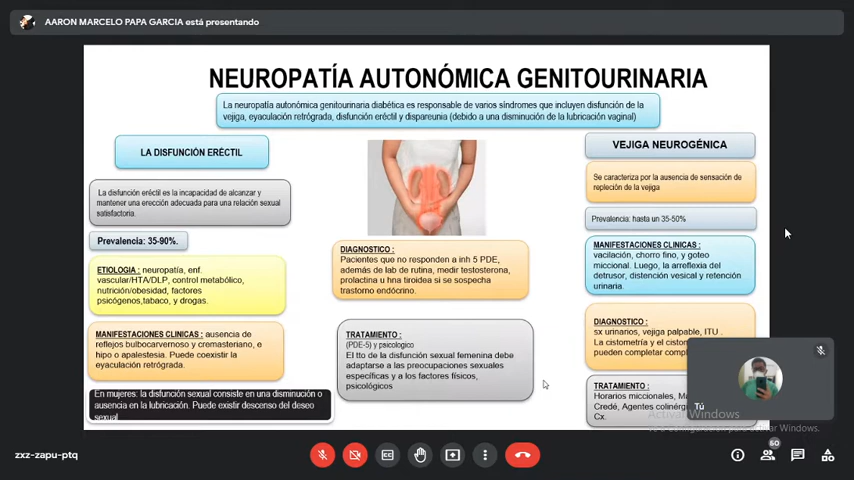 AARON MARCELO PAPA GARCIA está presentando
NEUROPATÍA AUTONÓMICA GENITOURINARIA
La neuropatía autonómica genitourinaria diabética es responsable de varios síndromes que incluyen disfunción de la
vejiga, eyaculación retrógrada, disfunción eréctil y dispareunia (debido a una disminución de la lubricación vaginal)
LA DISFUNCIÓN ERÉCTIL
La disfunción eréctil es la incapacidad de alcanzar y
mantener una erección adecuada para una relación sexual
satisfactoria.
Prevalencia: 35-90%.
ETIOLOGIA : neuropatía, enf.
vascular/HTA/DLP, control metabólico,
nutrición/obesidad, factores
psicógenos,tabaco, y drogas.
MANIFESTACIONES CLINICAS: ausencia de
reflejos bulbocarvernoso y cremasteriano, e
hipo o apalestesia. Puede coexistir la
eyaculación retrógrada.
En mujeres: la disfunción sexual consiste en una disminución o
ausencia en la lubricación. Puede existir descenso del deseo
sexual
DIAGNOSTICO :
Pacientes que no responden a inh 5 PDE,
además de lab de rutina, medir testosterona,
prolactina u hna tiroidea si se sospecha
trastorno endócrino.
TRATAMIENTO :
(PDE-5) y psicologico
El tto de la disfunción sexual femenina debe
adaptarse a las preocupaciones sexuales
específicas y a los factores físicos,
psicológicos
VEJIGA NEUROGÉNICA
Se caracteriza por la ausencia de sensación de
repleción de la vejiga
Prevalencia: hasta un 35-50%
MANIFESTACIONES CLINICAS :
vacilación, chorro fino, y goteo
miccional. Luego, la arreflexia del
detrusor, distención vesical y retención
urinaria.
DIAGNOSTICO :
sx urinarios, vejiga palpable, ITU .
La cistometría y el
pueden completar
TRATAMIENTO :
Horarios miccionales,
Credé, Agentes
Cx.
Tú
Activar Windows
Windows.
zxz-zapu-ptq
60